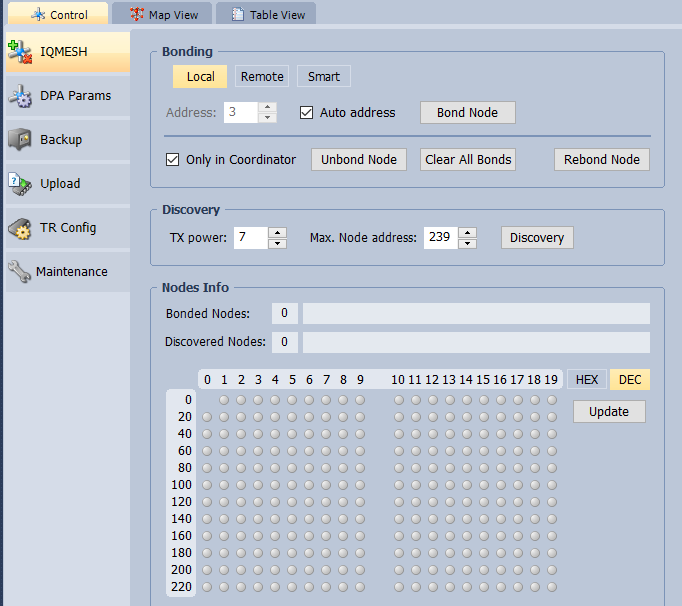 Control Map View Table View
IQMESH
DPA Params
Backup
Upload
TR Config
Maintenance
Bonding
Local Remote Smart
Address: 3 Auto address Bond Node
Only in Coordinator Unbond Node Clear All Bonds Rebond Node
Discovery
TX power: 7 Max. Node address: 239 Discovery
Nodes Info
Bonded Nodes: 0
Discovered Nodes: 0
0 1 2 3 4 5 6 7 8 9 10 11 12 13 14 15 16 17 18 19 HEX DEC
0
Update
20
40
60
80
100
120
140
160
180
200
220